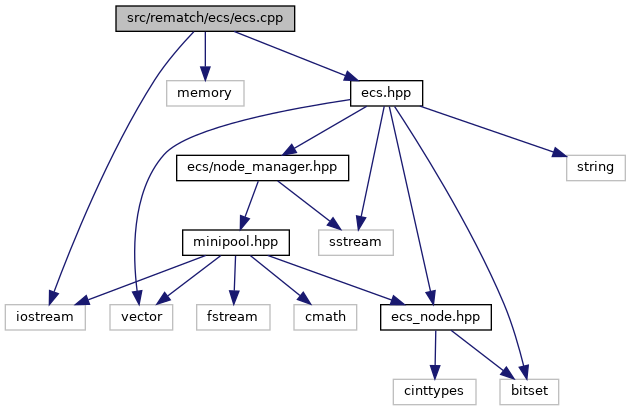 src/rematch/ecs/ecs.cpp
memory
ecs.hpp
ecs/node_manager.hpp
string
minipool.hpp
sstream
iostream
vector
fstream
cmath
ecs_node.hpp
cinttypes
bitset